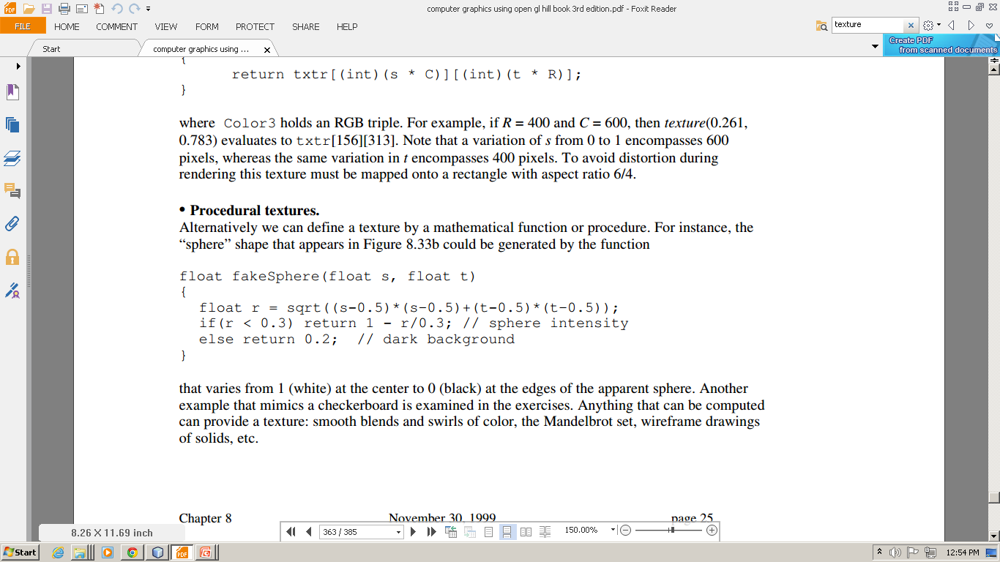 computer graphics using open gl hill book 3rd edition.pdf - Foxit Reader
FILE HOME COMMENT VIEW FORM PROTECT SHARE HELP
texture
Start
computer graphics using ...
Create PDF
from scanned documents
{
return txtr[(int)(s * C)][(int)(t * R)];
}
where Color3 holds an RGB triple. For example, if R = 400 and C = 600, then texture(0.261,
0.783) evaluates to txtr[156][313]. Note that a variation of s from 0 to 1 encompasses 600
pixels, whereas the same variation in t encompasses 400 pixels. To avoid distortion during
rendering this texture must be mapped onto a rectangle with aspect ratio 6/4.
• Procedural textures.
Alternatively we can define a texture by a mathematical function or procedure. For instance, the
“sphere” shape that appears in Figure 8.33b could be generated by the function
float fakeSphere(float s, float t)
{
float r = sqrt((s-0.5)*(s-0.5)+(t-0.5)*(t-0.5));
if(r < 0.3) return 1 - r/0.3; // sphere intensity
else return 0.2; // dark background
}
that varies from 1 (white) at the center to 0 (black) at the edges of the apparent sphere. Another
example that mimics a checkerboard is examined in the exercises. Anything that can be computed
can provide a texture: smooth blends and swirls of color, the Mandelbrot set, wireframe drawings
of solids, etc.
Chapter 8 November 30, 1999 page 25
8.26 X 11.69 inch
363 / 385
150.00%
Start
12:54 PM